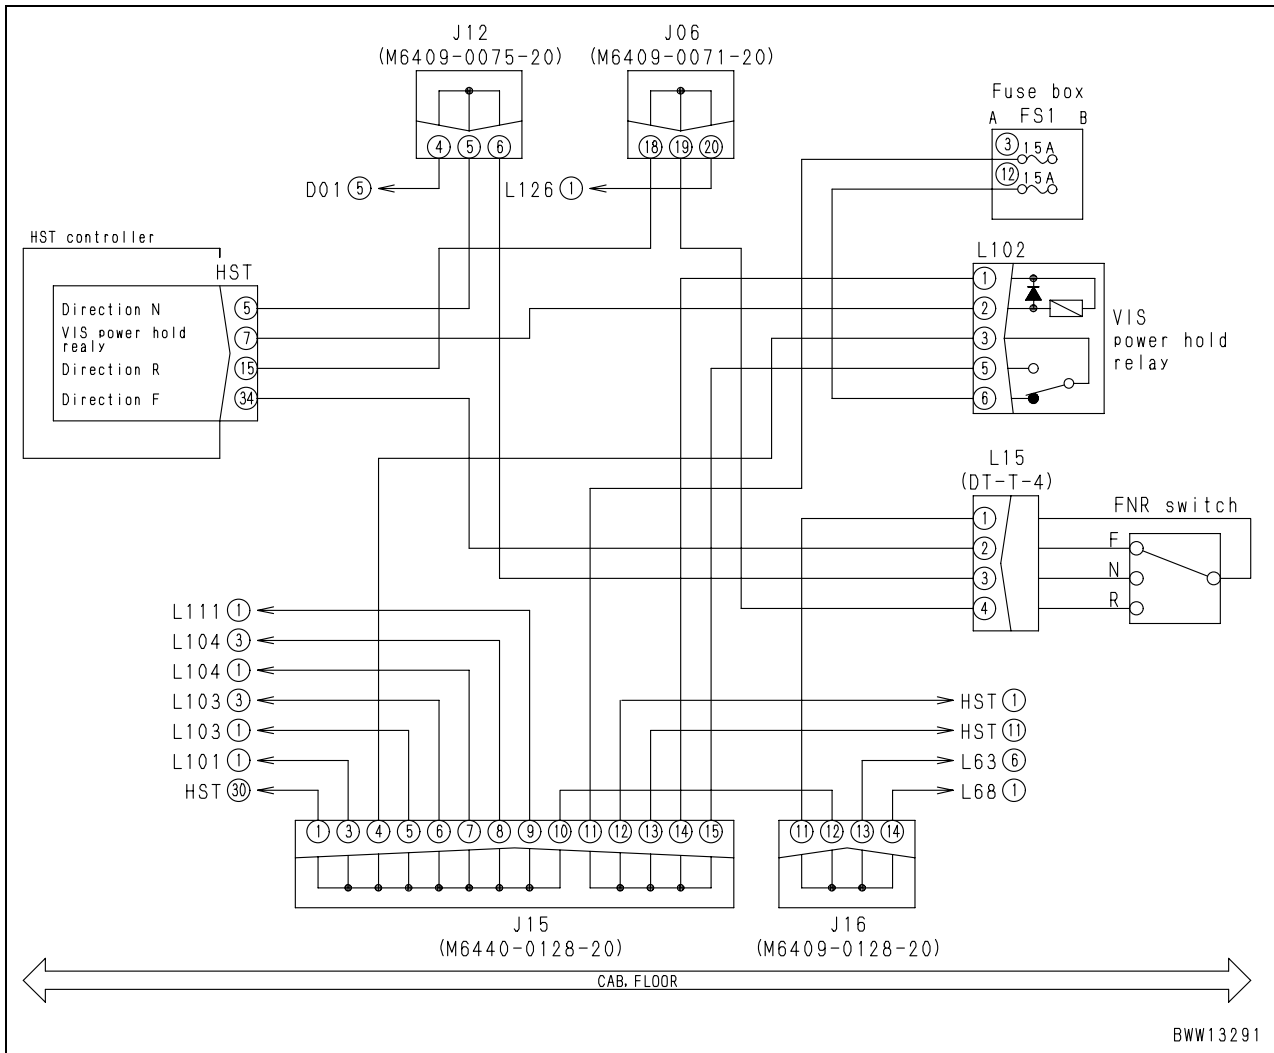 J12
(M6409-0075-20)
4 5 6
D01 5
J06
(M6409-0071-20)
18 19 20
L126 1
Fuse box
A FS1 B
3 15A
12 15A
HST controller
HST
Direction N 5
VIS power hold
realy 7
Direction R 15
Direction F 34
L102
1
2
3
5
6
VIS
power hold
relay
L15
(DT-T-4)
1
2
3
4
FNR switch
F
N
R
L111 1
L104 3
L104 1
L103 3
L103 1
L101 1
HST 30
HST 1
HST 11
L63 6
L68 1
1 3 4 5 6 7 8 9 10 11 12 13 14 15
J15
(M6440-0128-20)
11 12 13 14
J16
(M6409-0128-20)
CAB, FLOOR
BWW13291